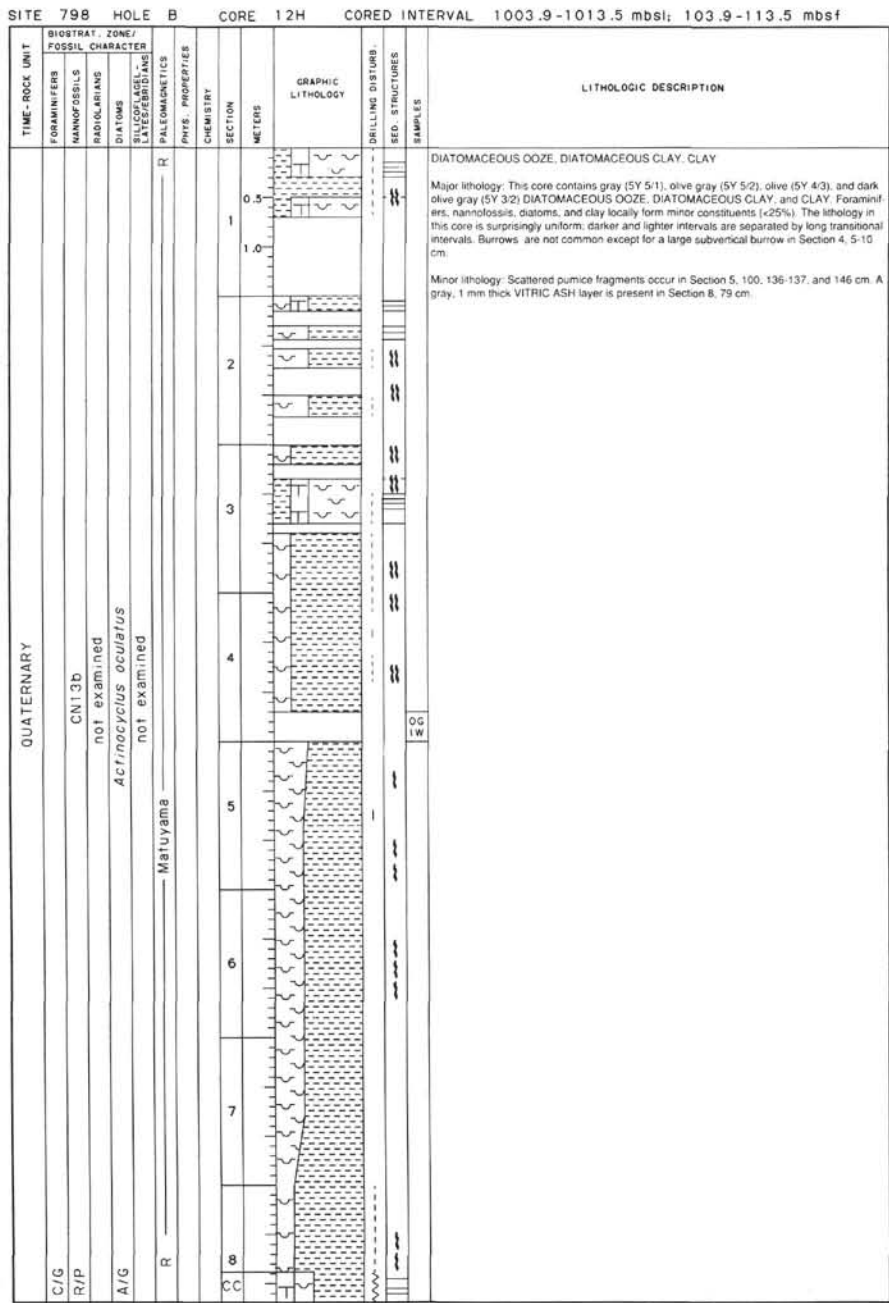 SITE 798 HOLE B CORE 12H CORED INTERVAL 1003.9-1013.5 mbsl; 103.9-113.5 mbsf
TIME-ROCK UNIT
BIOSTRAT. ZONE/
FOSSIL CHARACTER
FORAMINIFERS
NANNOFOSSILS
RADIOLARIANS
DIATOMS
SILICOFLAGEL-
LATES/EBRIDIANS
PALEOMAGNETICS
PHYS. PROPERTIES
CHEMISTRY
SECTION
METERS
GRAPHIC
LITHOLOGY
DRILLING DISTURB.
SED. STRUCTURES
SAMPLES
LITHOLOGIC DESCRIPTION
DIATOMACEOUS OOZE, DIATOMACEOUS CLAY, CLAY
Major lithology: This core contains gray (5Y 5/1), olive gray (5Y 5/2), olive (5Y 4/3), and dark
olive gray (5Y 3/2) DIATOMACEOUS OOZE, DIATOMACEOUS CLAY, and CLAY. Foraminif-
ers, nannofossils, diatoms, and clay locally form minor constituents (<25%). The lithology in
this core is surprisingly uniform; darker and lighter intervals are separated by long transitional
intervals. Burrows are not common except for a large subvertical burrow in Section 4, 5-10
cm.
Minor lithology: Scattered pumice fragments occur in Section 5, 100, 136-137, and 146 cm. A
gray, 1 mm thick VITRIC ASH layer is present in Section 8, 79 cm.
QUATERNARY
C/G
R/P
CN13b
not examined
A/G
Actinocyclus oculatus
not examined
R
Matuyama
R
1
0.5
1.0
2
3
4
OG
IW
5
6
7
8
CC